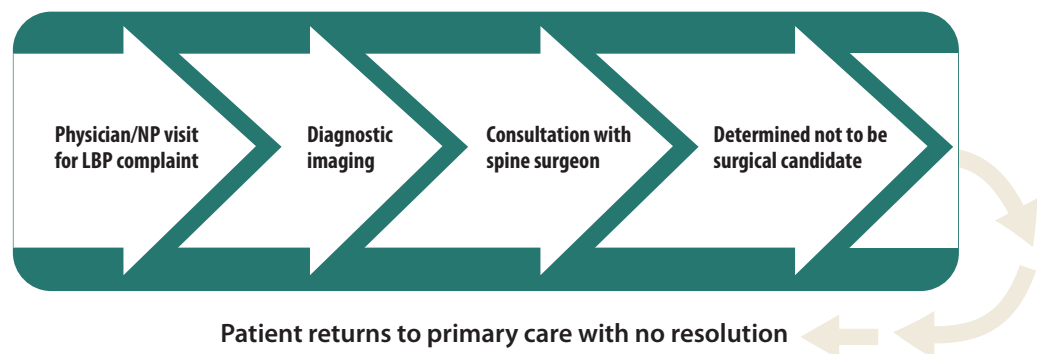 Physician/NP visit
for LBP complaint
Diagnostic
imaging
Consultation with
spine surgeon
Determined not to be
surgical candidate
Patient returns to primary care with no resolution